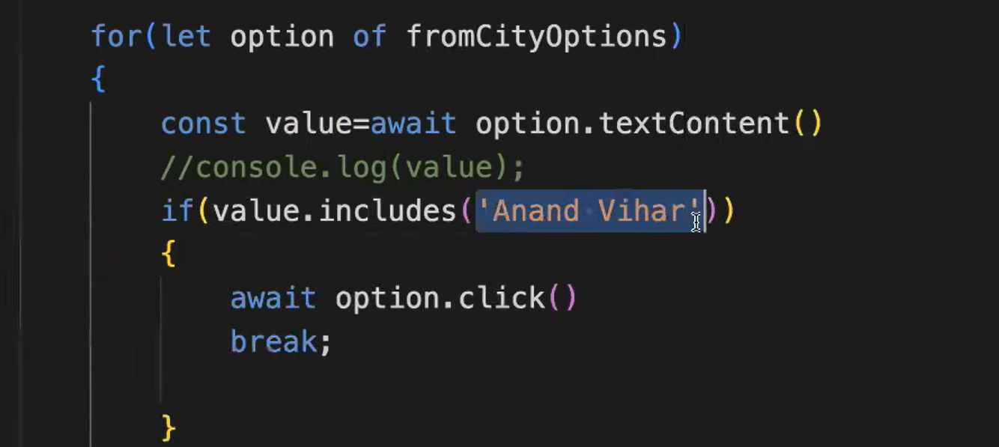 for(let option of fromCityOptions)
{
const value=await option.textContent()
//console.log(value);
if(value.includes('Anand Vihar'))
{
await option.click()
break;
}